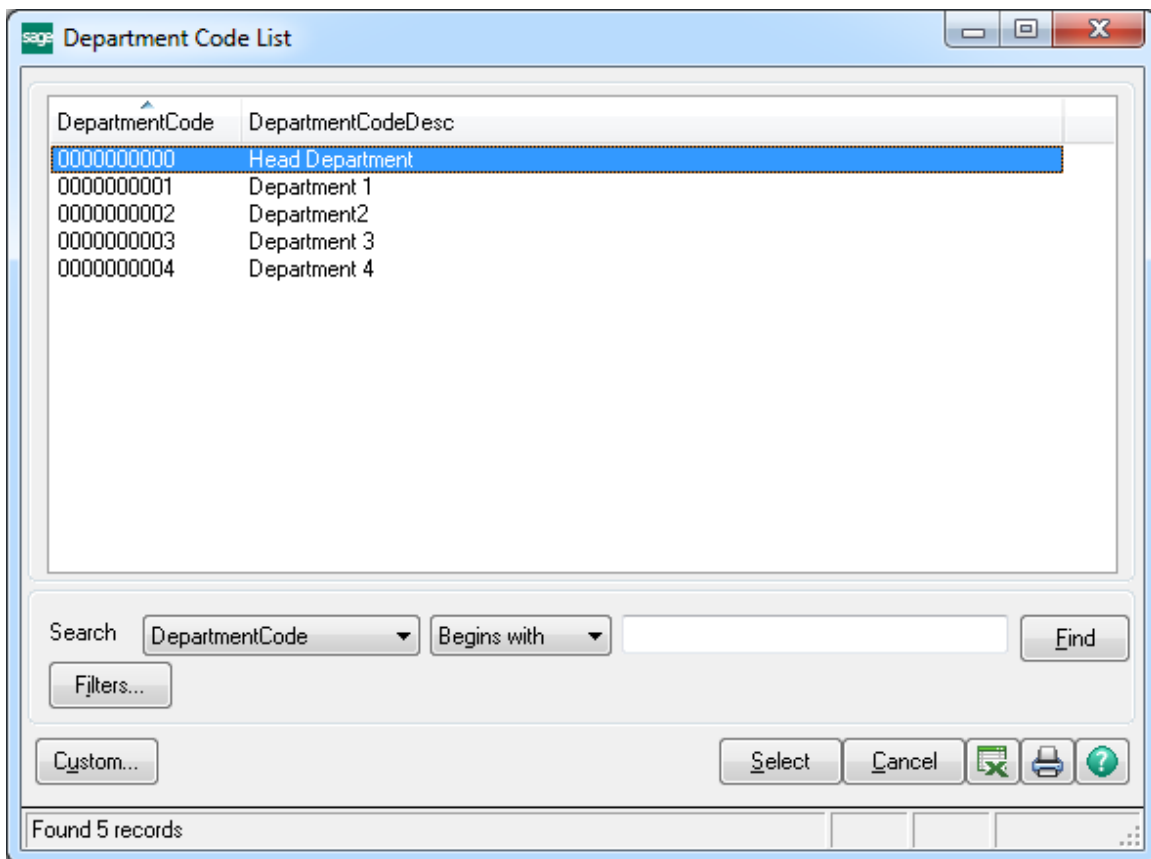 sage Department Code List
DepartmentCode DepartmentCodeDesc
0000000000 Head Department
0000000001 Department 1
0000000002 Department2
0000000003 Department 3
0000000004 Department 4
Search DepartmentCode Begins with Find
Filters...
Custom... Select Cancel
Found 5 records